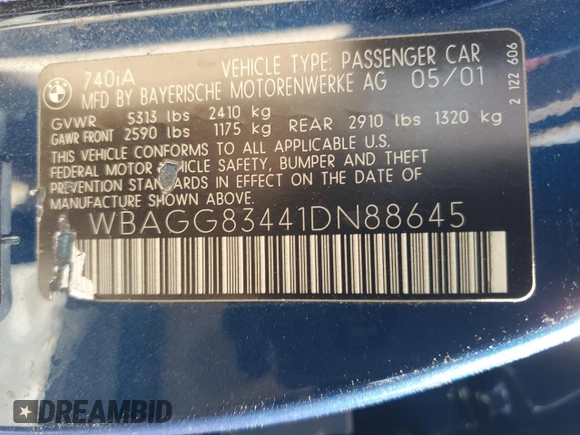 740iA VEHICLE TYPE: PASSENGER CAR
MFD BY BAYERISCHE MOTORENWERKE AG 05/01
GVWR 5313 lbs 2410 kg
GAWR FRONT 2590 lbs 1175 kg REAR 2910 lbs 1320 kg
THIS VEHICLE CONFORMS TO ALL APPLICABLE U.S.
FEDERAL MOTOR VEHICLE SAFETY, BUMPER AND THEFT
PREVENTION STANDARDS IN EFFECT ON THE DATE OF
MANUFACTURE SHOWN ABOVE.
WBAGG83441DN88645
2 122 606
DREAMBID